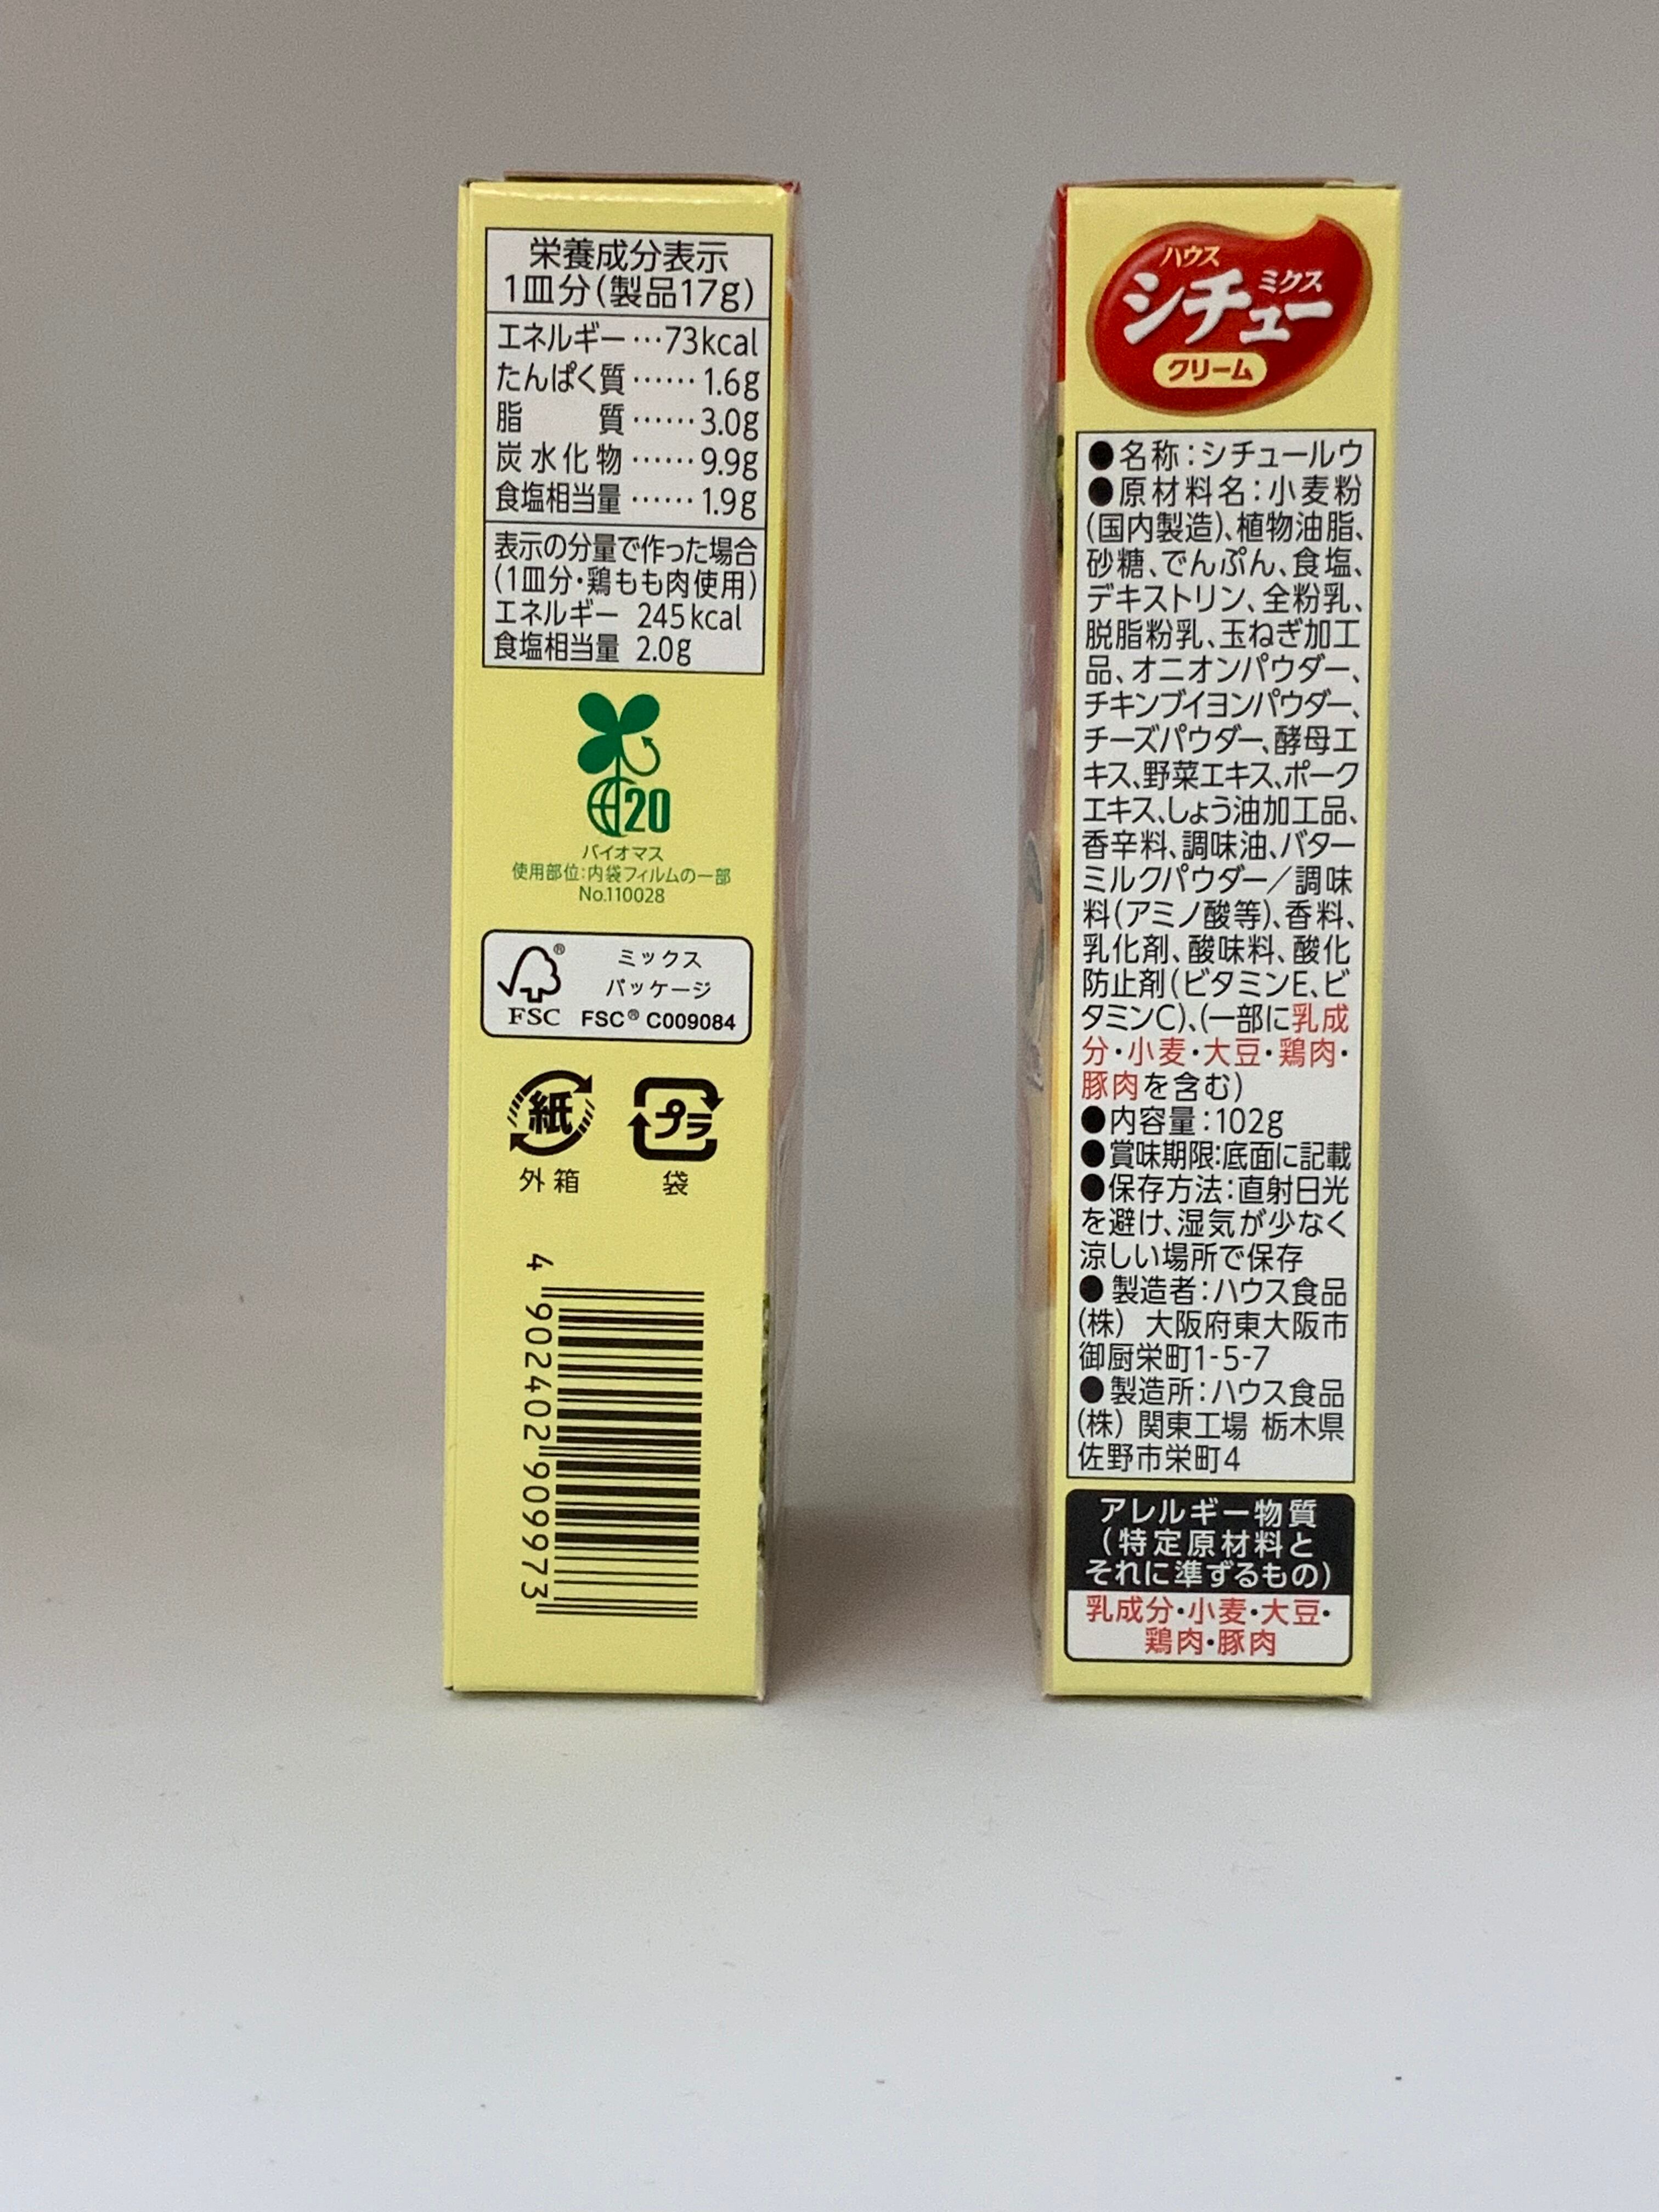 栄養成分表示
1皿分(製品17g)
エネルギー…73kcal
たんぱく質……1.6g
脂　　質……3.0g
炭水化物……9.9g
食塩相当量……1.9g
表示の分量で作った場合
(1皿分・鶏もも肉使用)
エネルギー 245kcal
食塩相当量 2.0g
20
バイオマス
使用部位:内袋フィルムの一部
No.110028
ミックス
パッケージ
FSC
FSC® C009084
紙
外箱
プラ
袋
4 902402 909973
ハウス
シチューミクス
クリーム
●名称:シチュールウ
●原材料名:小麦粉
(国内製造)、植物油脂、
砂糖、でんぷん、食塩、
デキストリン、全粉乳、
脱脂粉乳、玉ねぎ加工
品、オニオンパウダー、
チキンブイヨンパウダー、
チーズパウダー、酵母エ
キス、野菜エキス、ポーク
エキス、しょう油加工品、
香辛料、調味油、バター
ミルクパウダー/調味
料(アミノ酸等)、香料、
乳化剤、酸味料、酸化
防止剤(ビタミンE、ビ
タミンC)、(一部に乳成
分・小麦・大豆・鶏肉・
豚肉を含む)
●内容量:102g
●賞味期限:底面に記載
●保存方法:直射日光
を避け、湿気が少なく
涼しい場所で保存
●製造者:ハウス食品
(株) 大阪府東大阪市
御厨栄町1-5-7
●製造所:ハウス食品
(株) 関東工場 栃木県
佐野市栄町4
アレルギー物質
(特定原材料と
それに準ずるもの)
乳成分・小麦・大豆・
鶏肉・豚肉